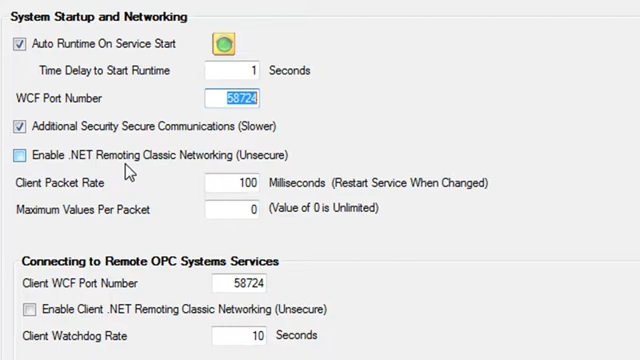 System Startup and Networking
Auto Runtime On Service Start
Time Delay to Start Runtime 1 Seconds
WCF Port Number 58724
Additional Security Secure Communications (Slower)
Enable .NET Remoting Classic Networking (Unsecure)
Client Packet Rate 100 Milliseconds (Restart Service When Changed)
Maximum Values Per Packet 0 (Value of 0 is Unlimited)
Connecting to Remote OPC Systems Services
Client WCF Port Number 58724
Enable Client .NET Remoting Classic Networking (Unsecure)
Client Watchdog Rate 10 Seconds